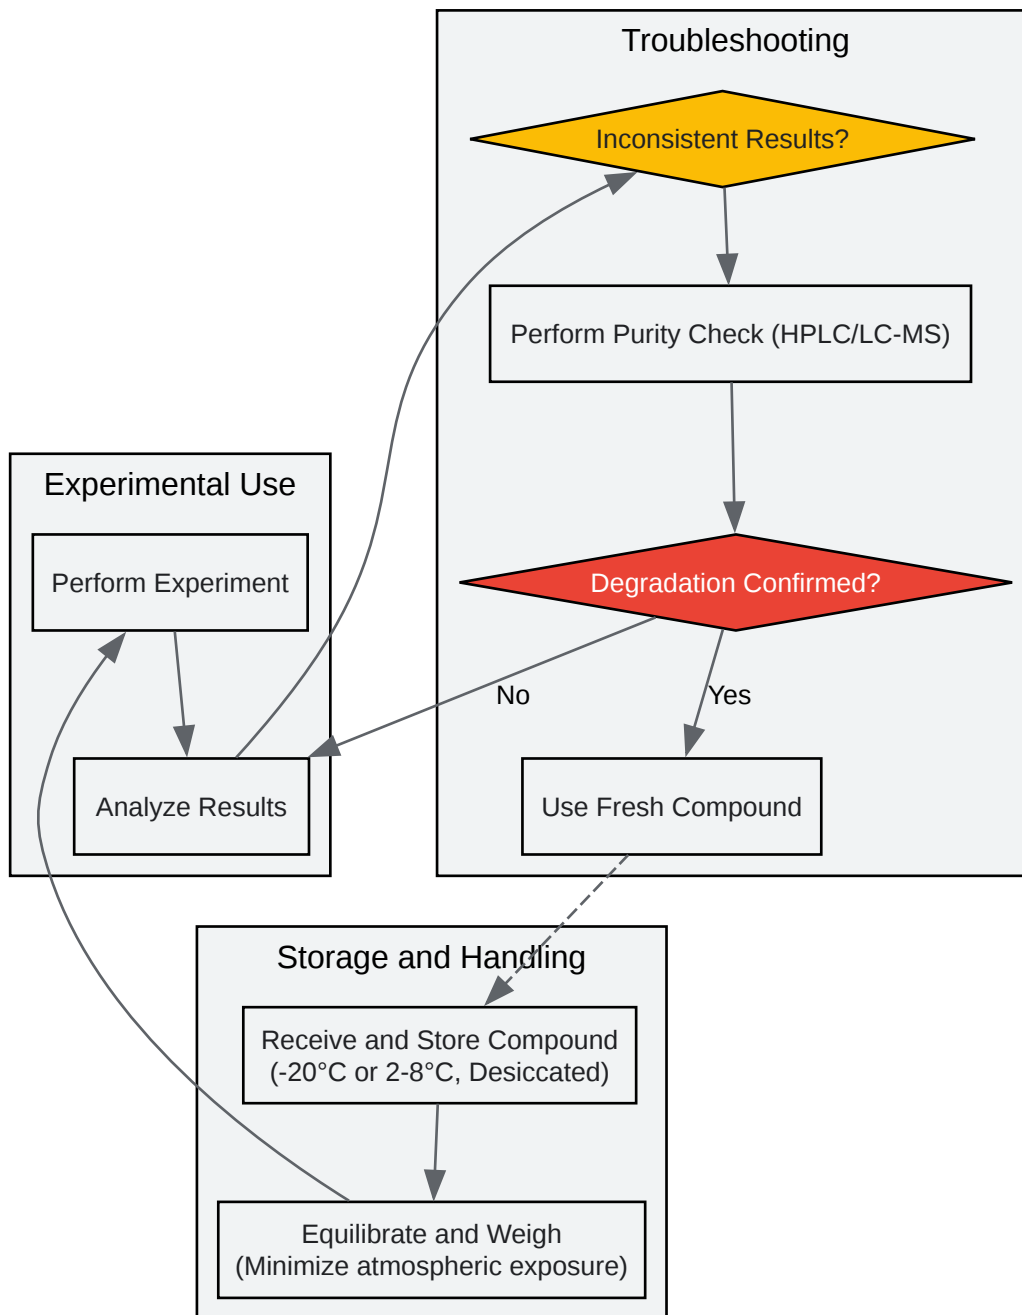 Troubleshooting
Inconsistent Results?
Perform Purity Check (HPLC/LC-MS)
Experimental Use
Perform Experiment
Degradation Confirmed?
No
Yes
Analyze Results
Use Fresh Compound
Storage and Handling
Receive and Store Compound
(-20°C or 2-8°C, Desiccated)
Equilibrate and Weigh
(Minimize atmospheric exposure)